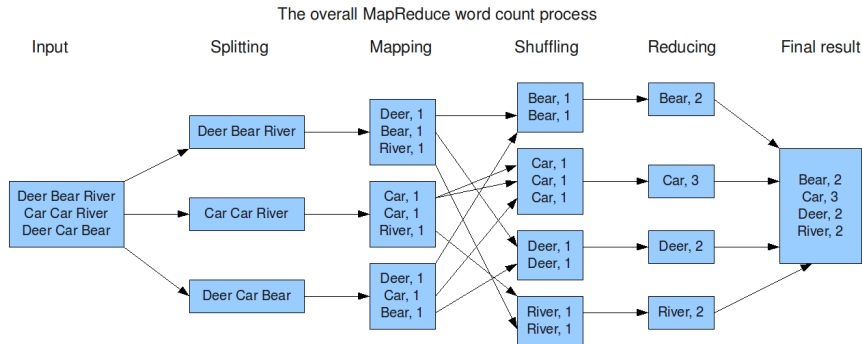 The overall MapReduce word count process
Input
Splitting
Mapping
Shuffling
Reducing
Final result
Deer Bear River
Car Car River
Deer Car Bear
Deer Bear River
Car Car River
Deer Car Bear
Deer, 1
Bear, 1
River, 1
Car, 1
Car, 1
River, 1
Deer, 1
Car, 1
Bear, 1
Bear, 1
Bear, 1
Car, 1
Car, 1
Car, 1
Deer, 1
Deer, 1
River, 1
River, 1
Bear, 2
Car, 3
Deer, 2
River, 2
Bear, 2
Car, 3
Deer, 2
River, 2